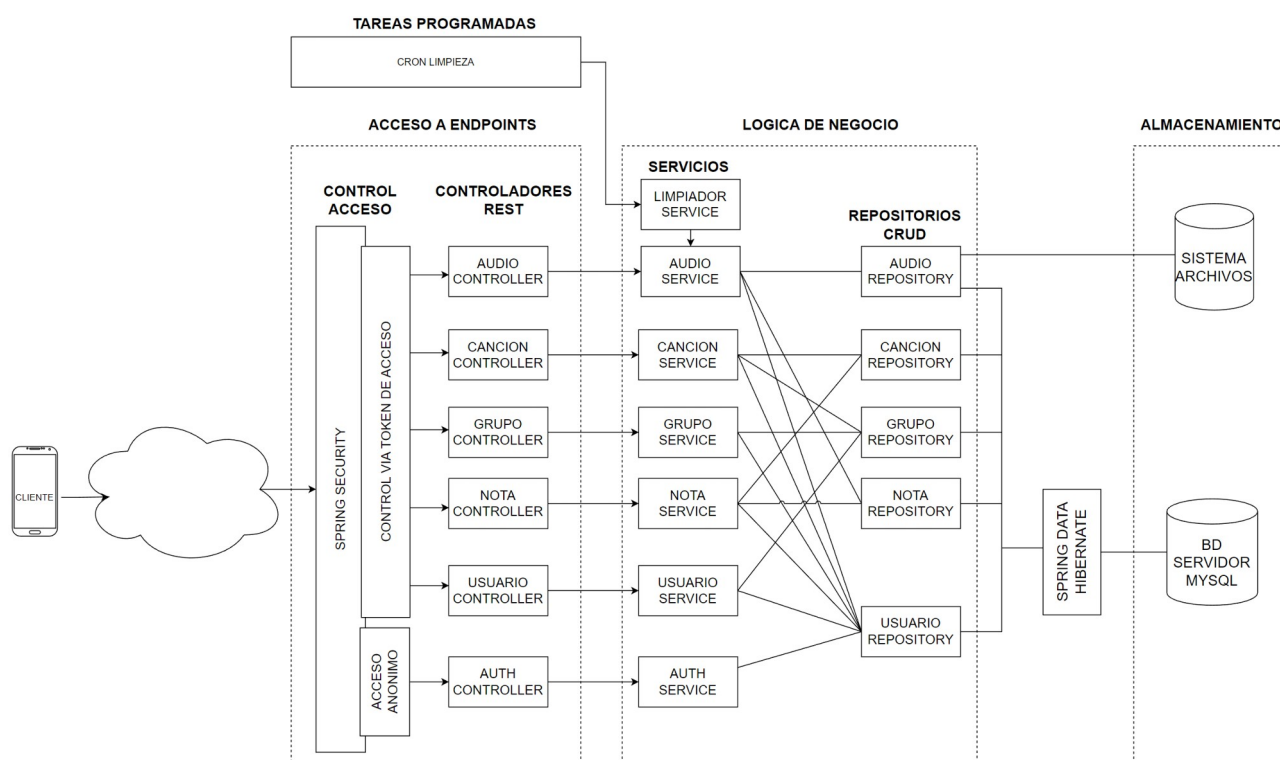 TAREAS PROGRAMADAS
CRON LIMPIEZA
ACCESO A ENDPOINTS
LOGICA DE NEGOCIO
ALMACENAMIENTO
CONTROL
ACCESO
CONTROLADORES
REST
SERVICIOS
REPOSITORIOS
CRUD
LIMPIADOR
SERVICE
CLIENTE
SPRING SECURITY
CONTROL VIA TOKEN DE ACCESO
ACCESO
ANONIMO
AUDIO
CONTROLLER
CANCION
CONTROLLER
GRUPO
CONTROLLER
NOTA
CONTROLLER
USUARIO
CONTROLLER
AUTH
CONTROLLER
AUDIO
SERVICE
CANCION
SERVICE
GRUPO
SERVICE
NOTA
SERVICE
USUARIO
SERVICE
AUTH
SERVICE
AUDIO
REPOSITORY
CANCION
REPOSITORY
GRUPO
REPOSITORY
NOTA
REPOSITORY
USUARIO
REPOSITORY
SPRING DATA
HIBERNATE
SISTEMA
ARCHIVOS
BD
SERVIDOR
MYSQL